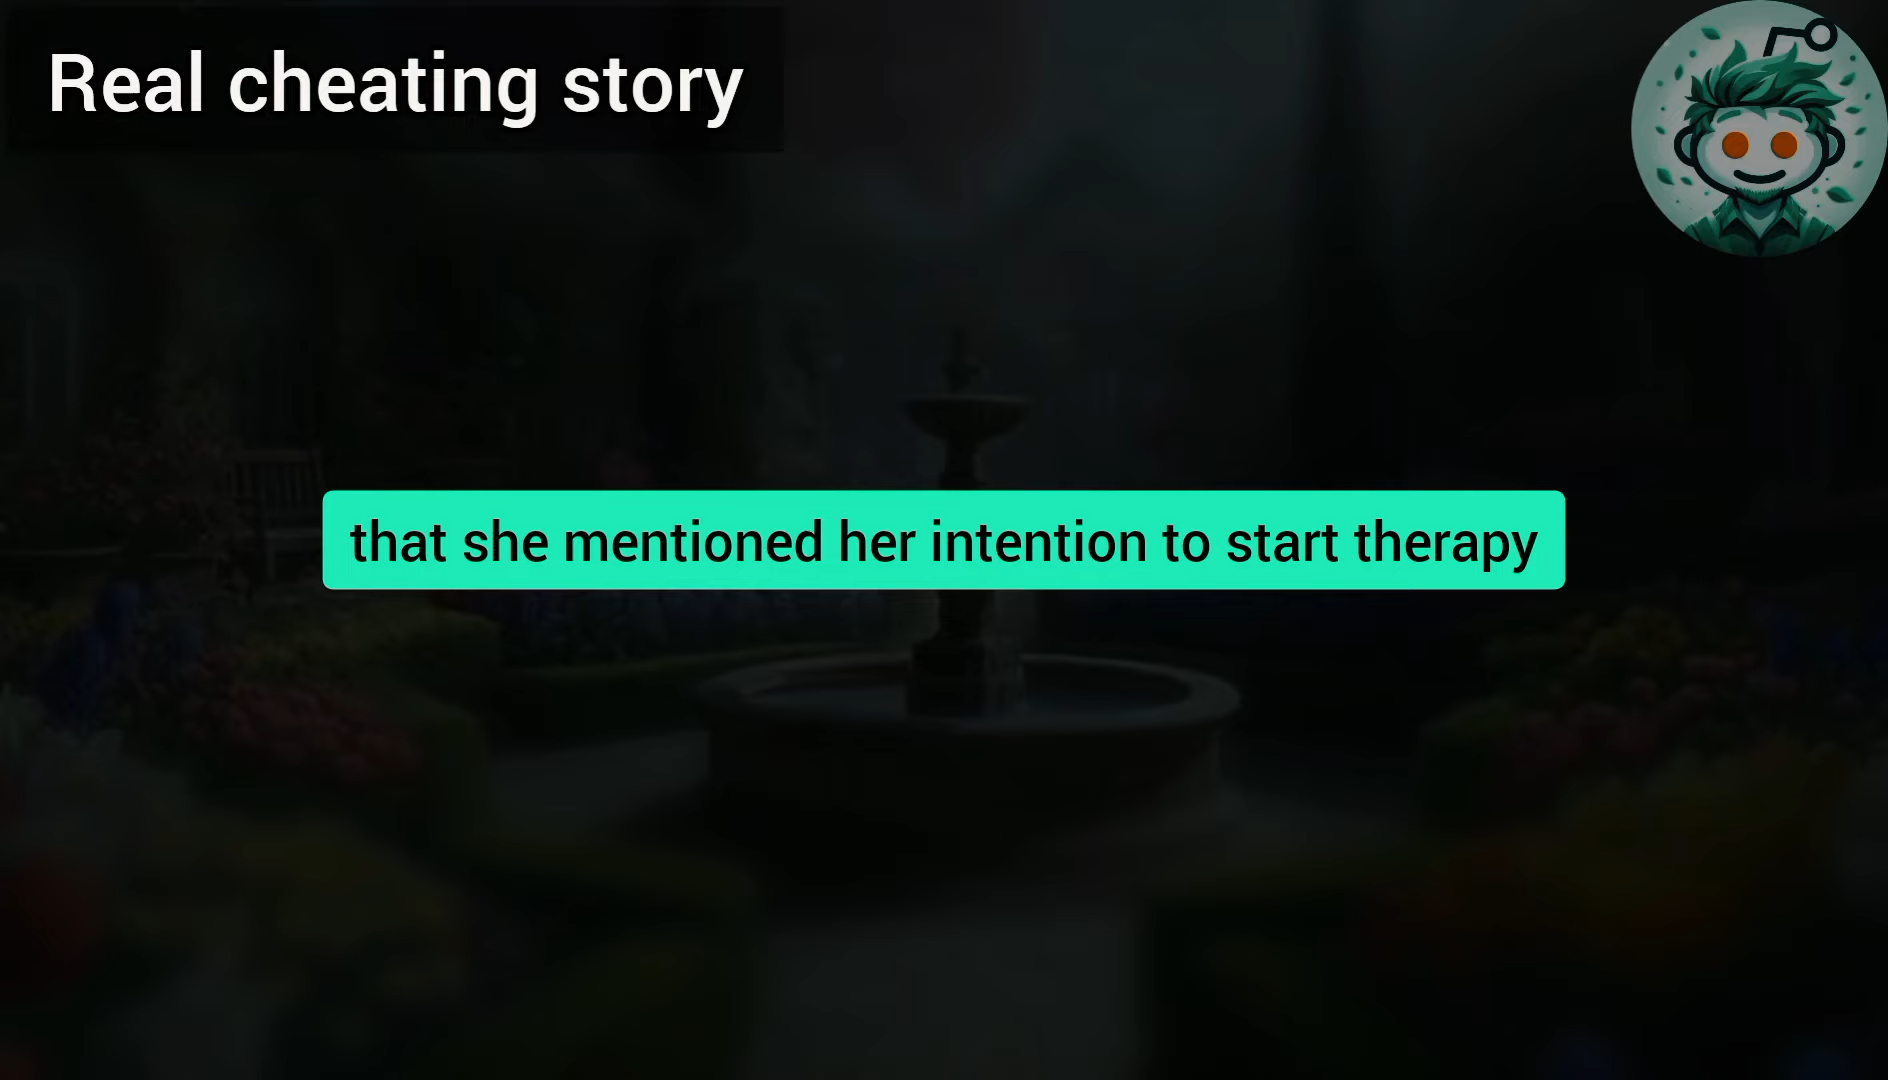 Real cheating story
that she mentioned her intention to start therapy